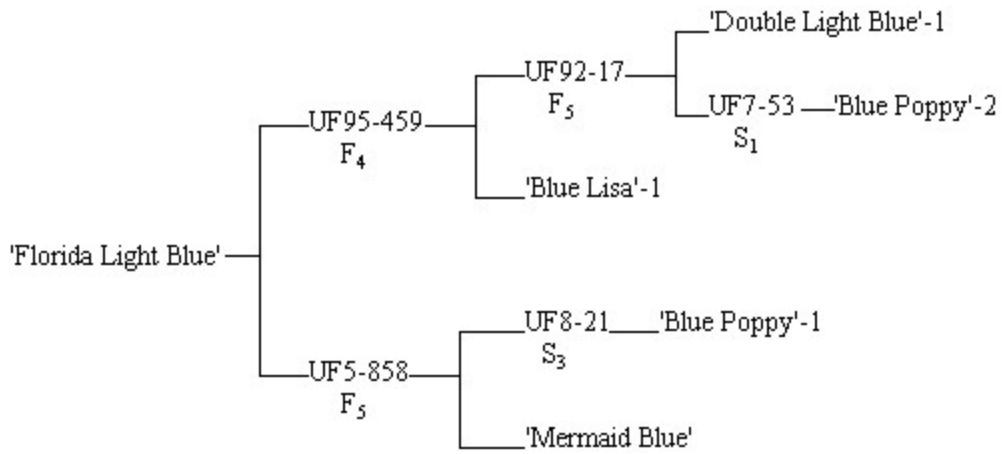 'Double Light Blue'-1
UF92-17
F5
UF7-53
'Blue Poppy'-2
S1
UF95-459
F4
'Blue Lisa'-1
'Florida Light Blue'
UF8-21
'Blue Poppy'-1
S3
UF5-858
F5
'Mermaid Blue'